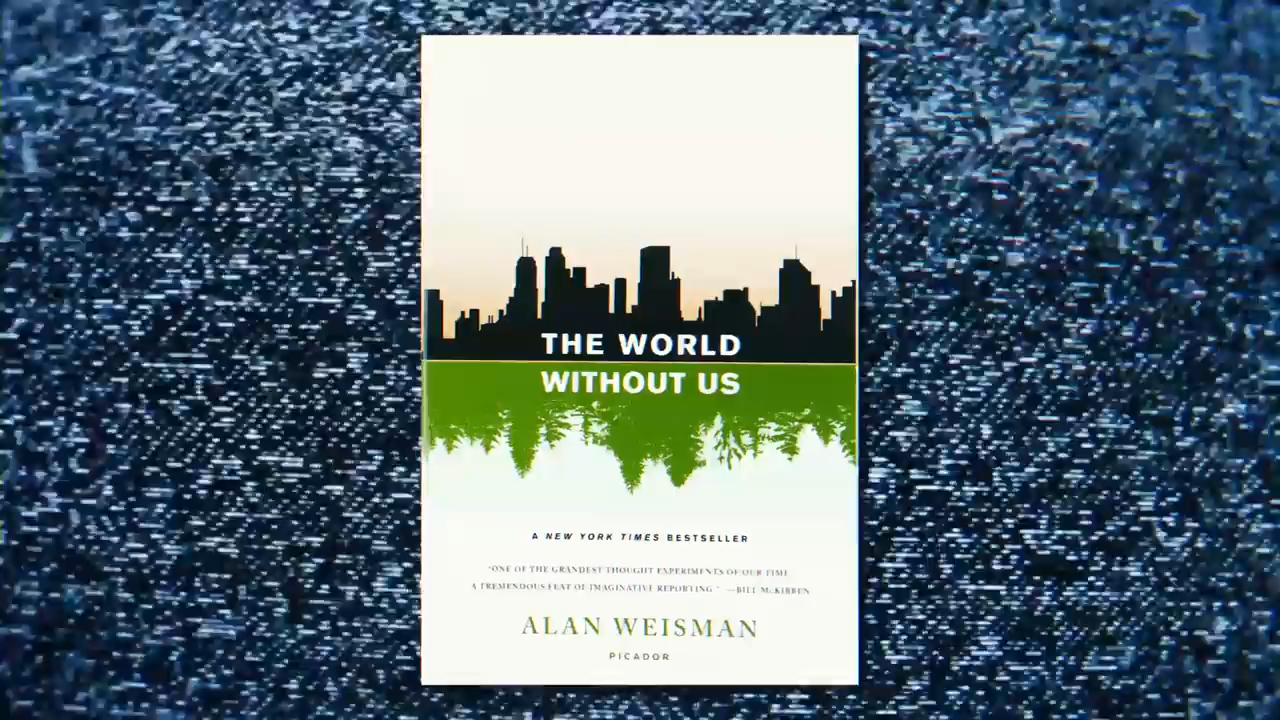 THE WORLD
WITHOUT US
A NEW YORK TIMES BESTSELLER
"ONE OF THE GRANDEST THOUGHT EXPERIMENTS OF OUR TIME
A TREMENDOUS FEAT OF IMAGINATIVE REPORTING." —BILL McKIBBEN
ALAN WEISMAN
PICADOR